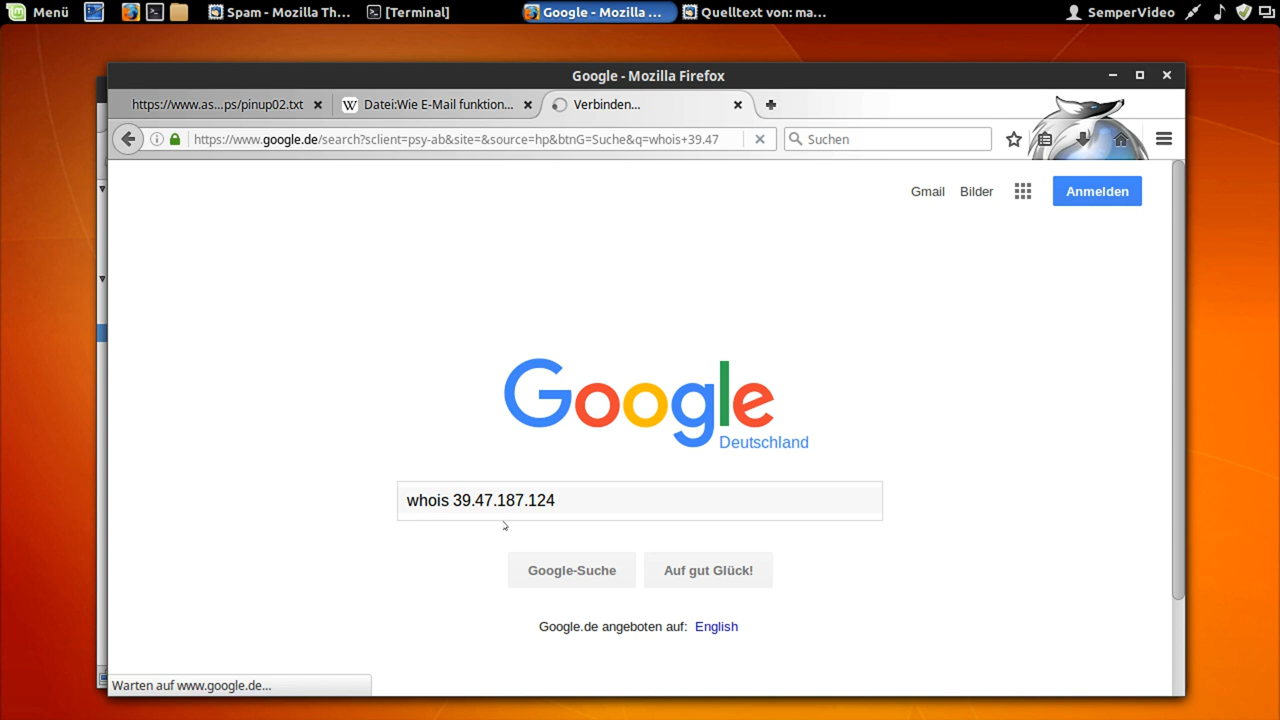 Menü
Spam - Mozilla Th...
[Terminal]
Google - Mozilla ...
Quelltext von: ma...
SemperVideo
Google - Mozilla Firefox
https://www.as...ps/pinup02.txt
W Datei:Wie E-Mail funktion...
Verbinden...
https://www.google.de/search?sclient=psy-ab&site=&source=hp&btnG=Suche&q=whois+39.47
Suchen
Gmail Bilder
Anmelden
Google
Deutschland
whois 39.47.187.124
Google-Suche
Auf gut Glück!
Google.de angeboten auf: English
Warten auf www.google.de...